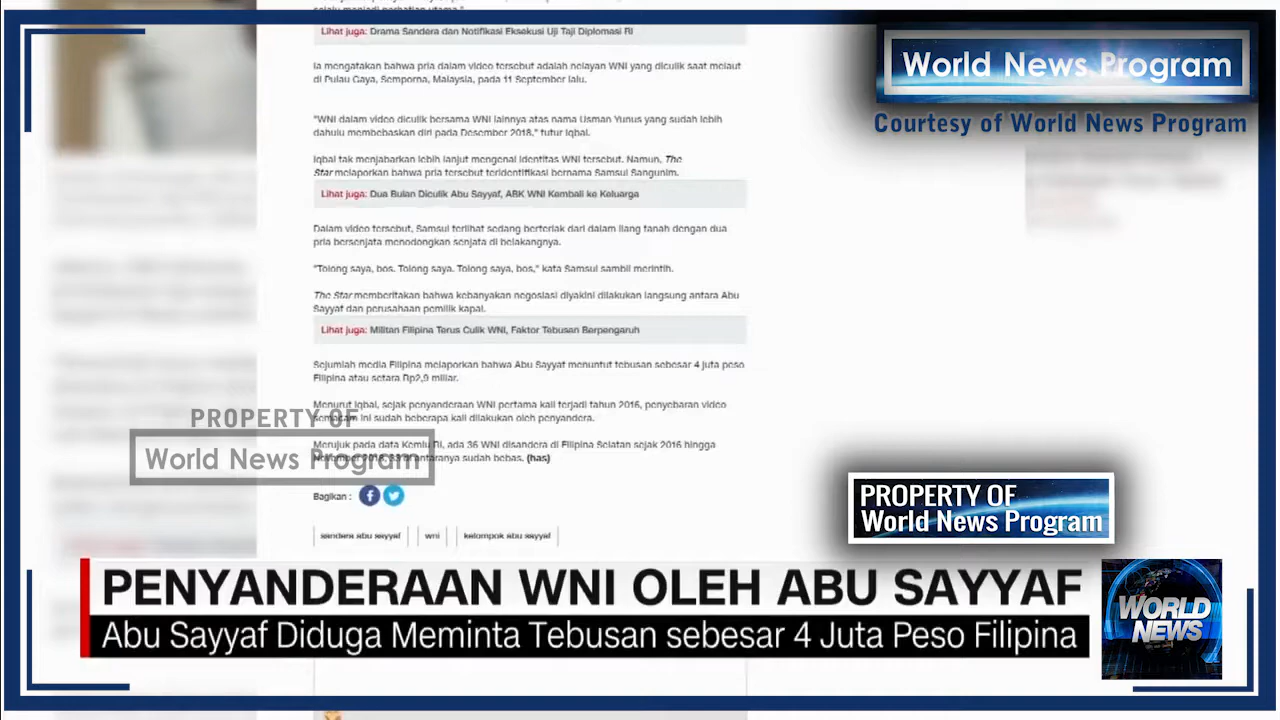 World News Program
Courtesy of World News Program
Lihat juga: Drama Sandera dan Notifikasi Eksekusi Uji Taji Diplomasi RI
Ia mengatakan bahwa pria dalam video tersebut adalah nelayan WNI yang diculik saat melaut
di Pulau Gaya, Semporna, Malaysia, pada 11 September lalu.
"WNI dalam video diculik bersama WNI lainnya atas nama Usman Yunus yang sudah lebih
dahulu membebaskan diri pada Desember 2018," tutur Iqbal.
Iqbal tak menjabarkan lebih lanjut mengenai identitas WNI tersebut. Namun, The
Star melaporkan bahwa pria tersebut teridentifikasi bernama Samsul Sangunim.
Lihat juga: Dua Bulan Diculik Abu Sayyaf, ABK WNI Kembali ke Keluarga
Dalam video tersebut, Samsul terlihat sedang berteriak dari dalam liang tanah dengan dua
pria bersenjata menodongkan senjata di belakangnya.
"Tolong saya, bos. Tolong saya. Tolong saya, bos," kata Samsul sambil merintih.
The Star memberitakan bahwa kebanyakan negosiasi diyakini dilakukan langsung antara Abu
Sayyaf dan perusahaan pemilik kapal.
Lihat juga: Militan Filipina Terus Culik WNI, Faktor Tebusan Berpengaruh
Sejumlah media Filipina melaporkan bahwa Abu Sayyaf menuntut tebusan sebesar 4 juta peso
Filipina atau setara Rp2,9 miliar.
Menurut Iqbal, sejak penyanderaan WNI pertama kali terjadi tahun 2016, penyebaran video
semacam ini sudah beberapa kali dilakukan oleh penyandera.
Merujuk pada data Kemlu RI, ada 36 WNI disandera di Filipina Selatan sejak 2016 hingga
November 2018. 33 di antaranya sudah bebas. (has)
PROPERTY OF
World News Program
Bagikan :
sandera abu sayyaf
wni
kelompok abu sayyaf
PROPERTY OF
World News Program
PENYANDERAAN WNI OLEH ABU SAYYAF
Abu Sayyaf Diduga Meminta Tebusan sebesar 4 Juta Peso Filipina
WORLD
NEWS